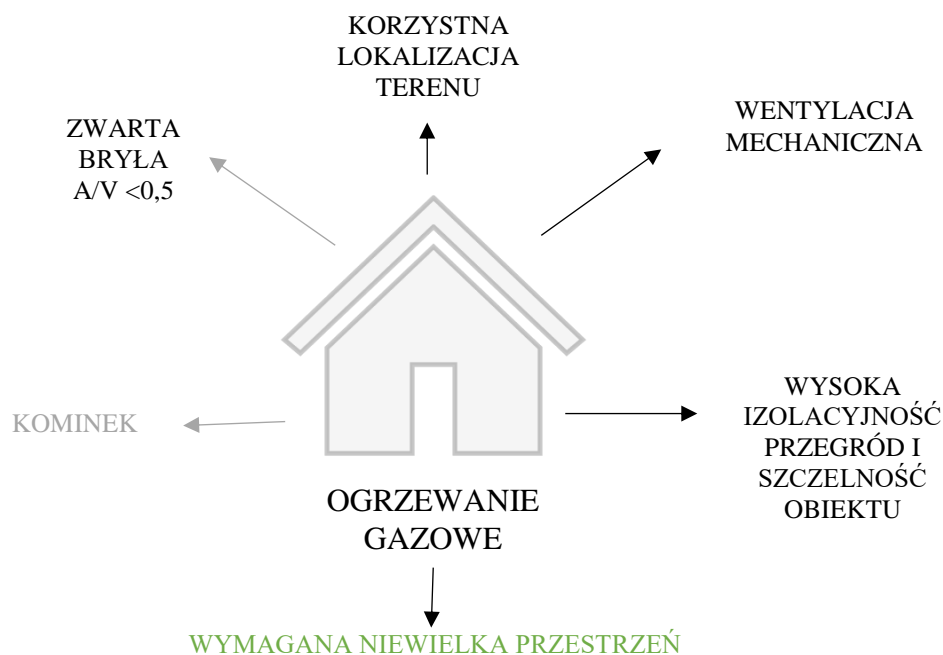 KORZYSTNA
LOKALIZACJA
TERENU
ZWARTA
BRYŁA
A/V <0,5
WENTYLACJA
MECHANICZNA
KOMINEK
WYSOKA
IZOLACYJNOŚĆ
PRZEGRÓD I
SZCZELNOŚĆ
OBIEKTU
OGRZEWANIE
GAZOWE
WYMAGANA NIEWIELKA PRZESTRZEŃ